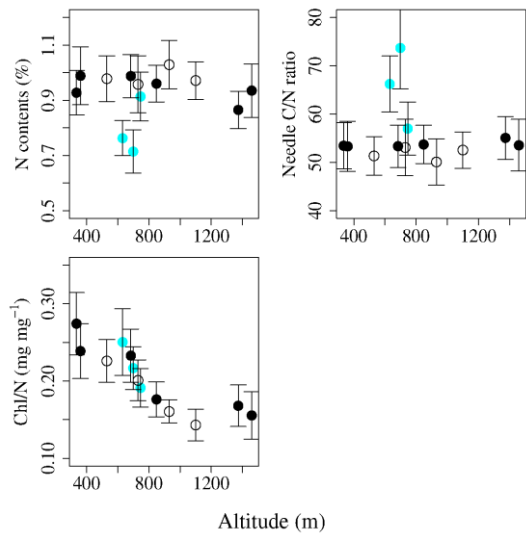 N contents (%)
0.5 0.7 0.9 1.1
400 800 1200
Needle C/N ratio
40 50 60 70 80
400 800 1200
Chl/N (mg mg⁻¹)
0.10 0.20 0.30
400 800 1200
Altitude (m)